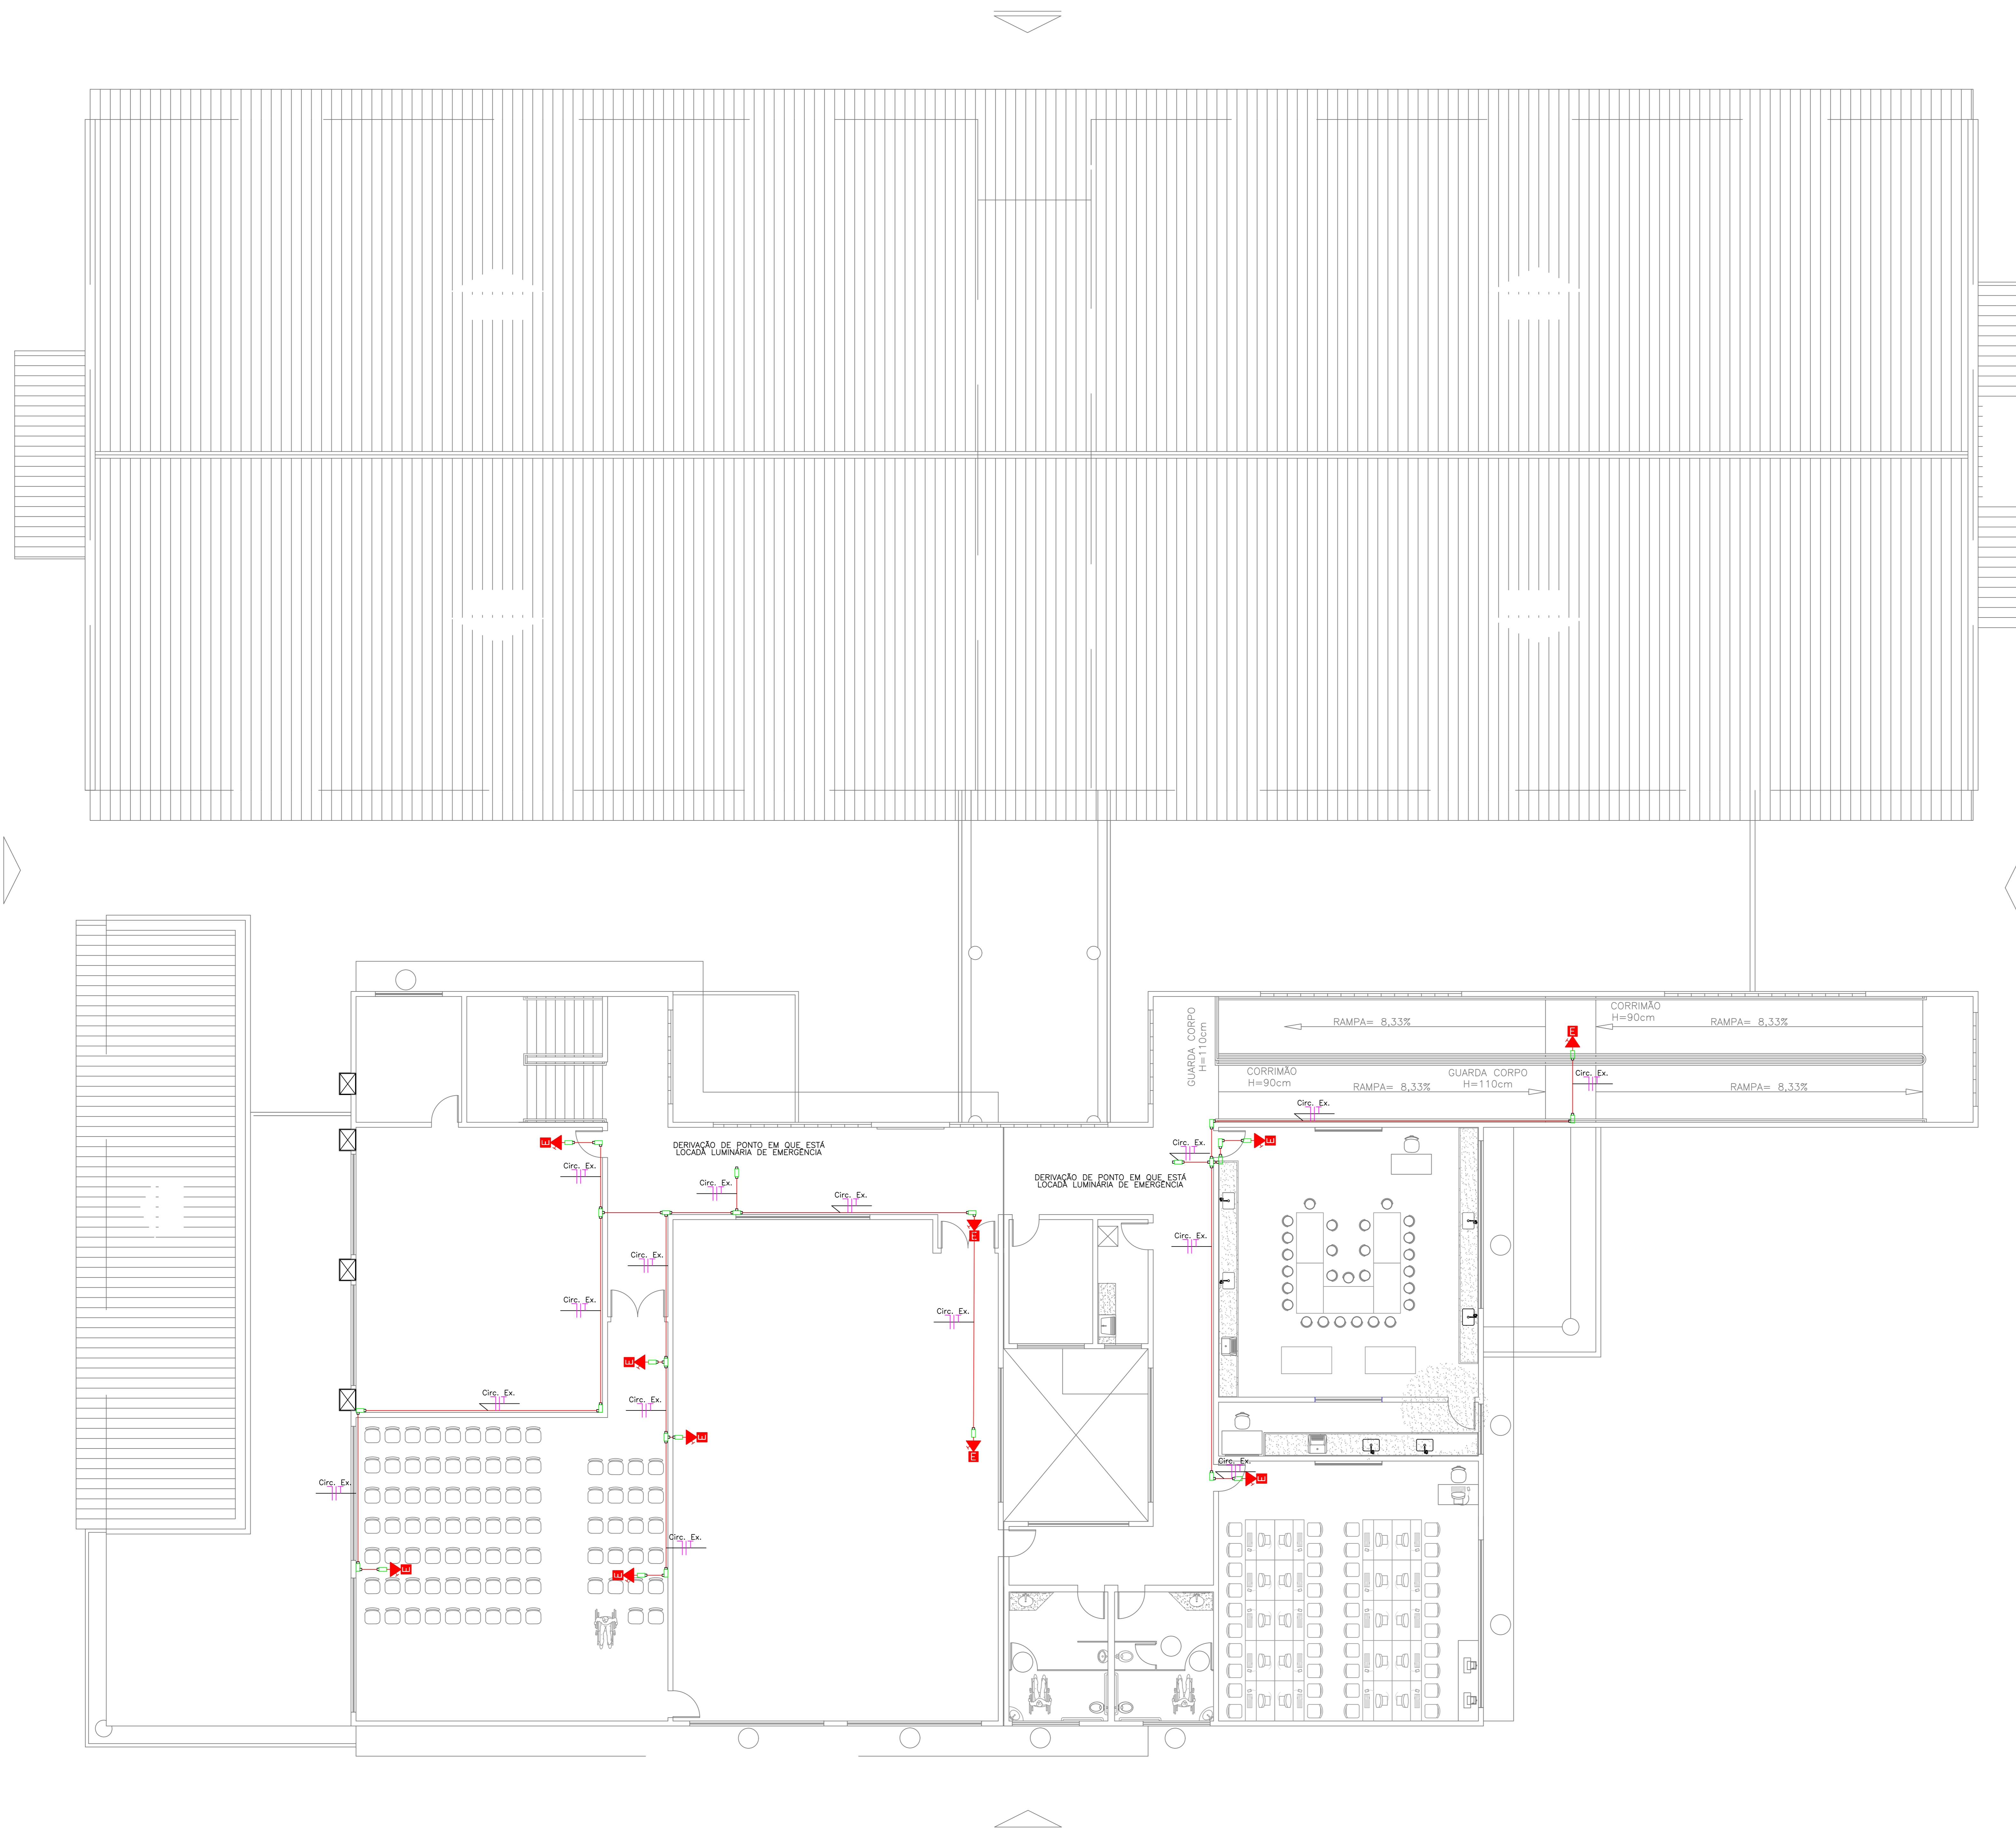 CORRIMÃO
H=90cm
RAMPA= 8,33%
RAMPA= 8,33%
GUARDA CORPO
H=110cm
E
CORRIMÃO
H=90cm
GUARDA CORPO
H=110cm
Circ. Ex.
RAMPA= 8,33%
RAMPA= 8,33%
Circ. Ex.
E
DERIVAÇÃO DE PONTO EM QUE ESTÁ
LOCADA LUMINÁRIA DE EMERGÊNCIA
Circ. Ex.
E
Circ. Ex.
DERIVAÇÃO DE PONTO EM QUE ESTÁ
LOCADA LUMINÁRIA DE EMERGÊNCIA
Circ. Ex.
Circ. Ex.
E
Circ. Ex.
Circ. Ex.
Circ. Ex.
Circ. Ex.
E
Circ. Ex.
Circ. Ex.
E
E
Circ. Ex.
E
Circ. Ex.
Circ. Ex.
E
E